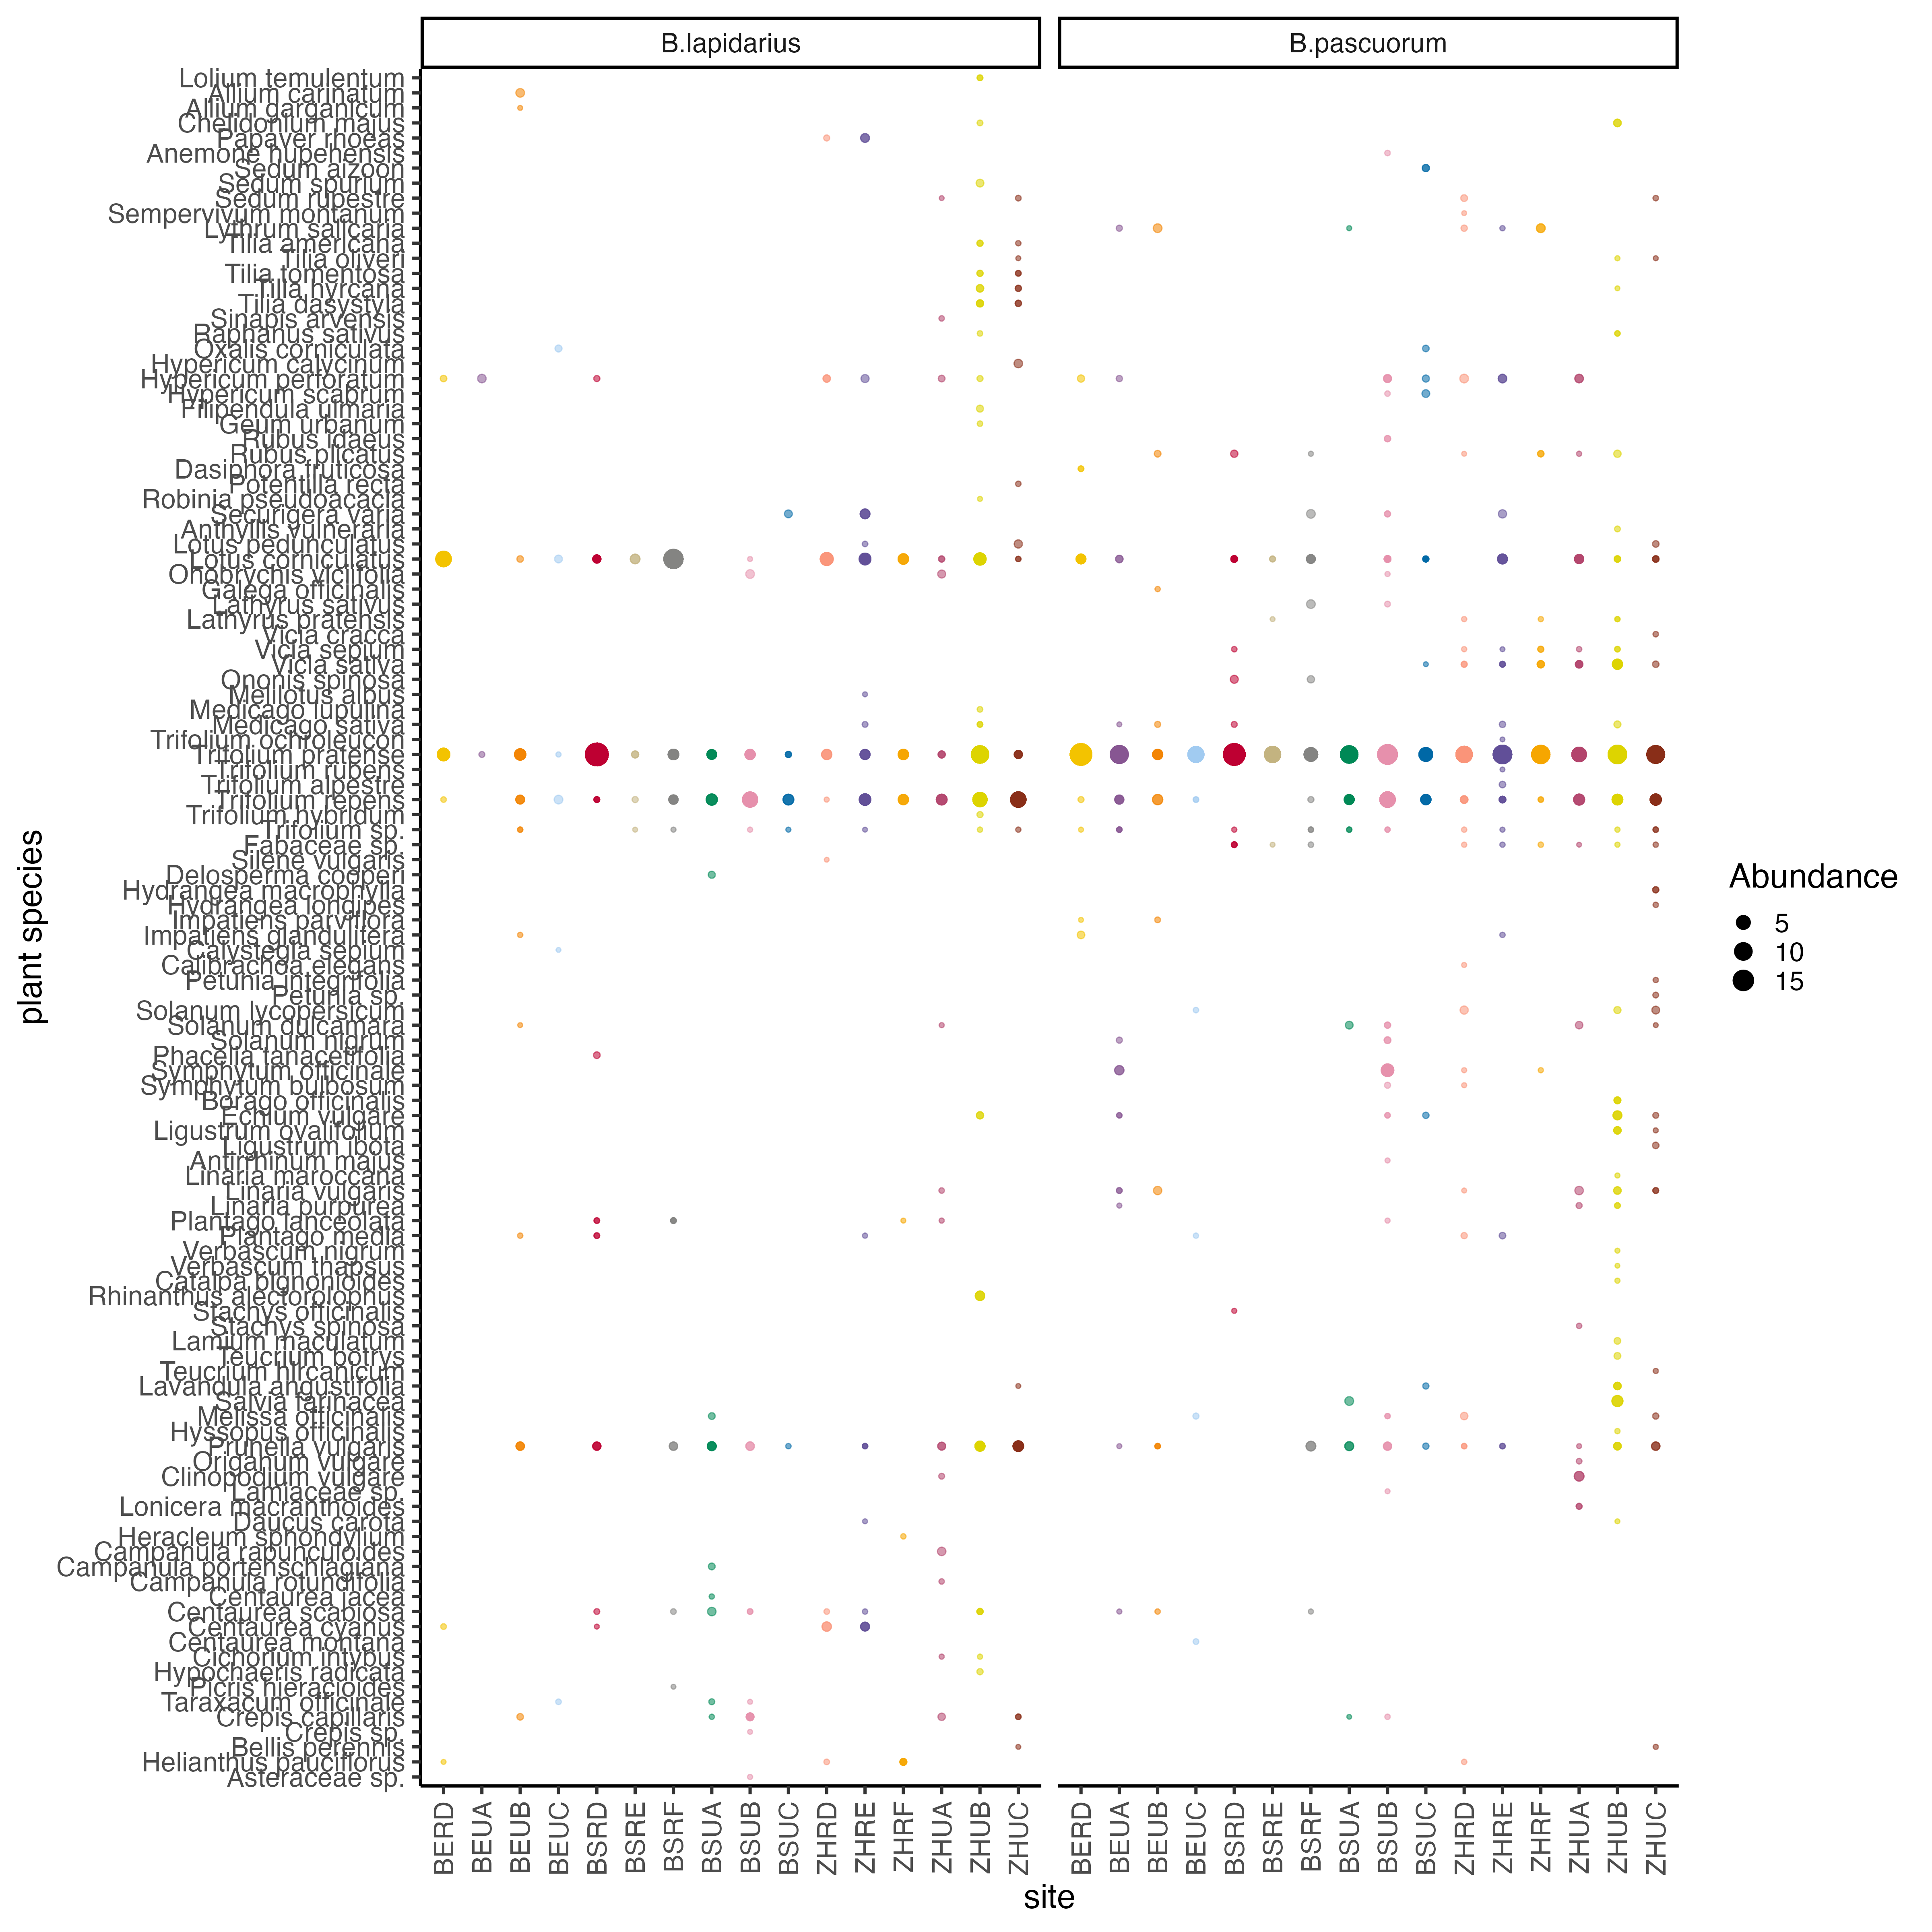 B.lapidarius
B.pascuorum
Lolium temulentum
Allium carinatum
Allium garganicum
Chelidonium majus
Papaver rhoeas
Anemone hupehensis
Sedum aizoon
Sedum spurium
Sedum rupestre
Sempervivum montanum
Lythrum salicaria
Tilia americana
Tilia oliveri
Tilia tomentosa
Tilia hyrcana
Tilia dasystyla
Sinapis arvensis
Raphanus sativus
Oxalis corniculata
Hypericum calycinum
Hypericum perforatum
Hypericum scabrum
Filipendula ulmaria
Geum urbanum
Rubus idaeus
Rubus plicatus
Dasiphora fruticosa
Potentilla recta
Robinia pseudoacacia
Securigera varia
Anthyllis vulneraria
Lotus pedunculatus
Lotus corniculatus
Onobrychis viciifolia
Galega officinalis
Lathyrus sativus
Lathyrus pratensis
Vicia cracca
Vicia sepium
Vicia sativa
Ononis spinosa
Melilotus albus
Medicago lupulina
Medicago sativa
Trifolium ochroleucon
Trifolium pratense
Trifolium rubens
Trifolium alpestre
Trifolium repens
Trifolium hybridum
Trifolium sp.
Fabaceae sp.
Silene vulgaris
Delosperma cooperi
Hydrangea macrophylla
Hydrangea longipes
Impatiens parviflora
Impatiens glandulifera
Calystegia sepium
Calibrachoa elegans
Petunia integrifolia
Petunia sp.
Solanum lycopersicum
Solanum dulcamara
Solanum nigrum
Phacelia tanacetifolia
Symphytum officinale
Symphytum bulbosum
Borago officinalis
Echium vulgare
Ligustrum ovalifolium
Ligustrum ibota
Antirrhinum majus
Linaria maroccana
Linaria vulgaris
Linaria purpurea
Plantago lanceolata
Plantago media
Verbascum nigrum
Verbascum thapsus
Catalpa bignonioides
Rhinanthus alectorolophus
Stachys officinalis
Stachys spinosa
Lamium maculatum
Teucrium botrys
Teucrium hircanicum
Lavandula angustifolia
Salvia farinacea
Melissa officinalis
Hyssopus officinalis
Prunella vulgaris
Origanum vulgare
Clinopodium vulgare
Lamiaceae sp.
Lonicera macranthoides
Daucus carota
Heracleum sphondylium
Campanula rapunculoides
Campanula portenschlagiana
Campanula rotundifolia
Centaurea jacea
Centaurea scabiosa
Centaurea cyanus
Centaurea montana
Cichorium intybus
Hypochaeris radicata
Picris hieracioides
Taraxacum officinale
Crepis capillaris
Crepis sp.
Bellis perennis
Helianthus pauciflorus
Asteraceae sp.
plant species
BERD BEUA BEUB BEUC BSRD BSRE BSRF BSUA BSUB BSUC ZHRD ZHRE ZHRF ZHUA ZHUB ZHUC
BERD BEUA BEUB BEUC BSRD BSRE BSRF BSUA BSUB BSUC ZHRD ZHRE ZHRF ZHUA ZHUB ZHUC
site
Abundance
5
10
15